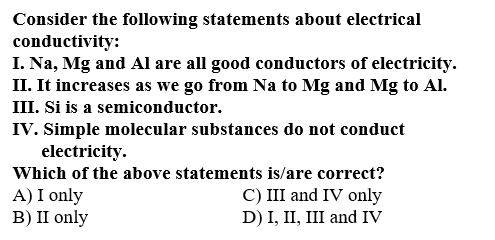 Consider the following statements about electrical
conductivity:
I. Na, Mg and Al are all good conductors of electricity.
II. It increases as we go from Na to Mg and Mg to Al.
III. Si is a semiconductor.
IV. Simple molecular substances do not conduct
electricity.
Which of the above statements is/are correct?
A) I only C) III and IV only
B) II only D) I, II, III and IV